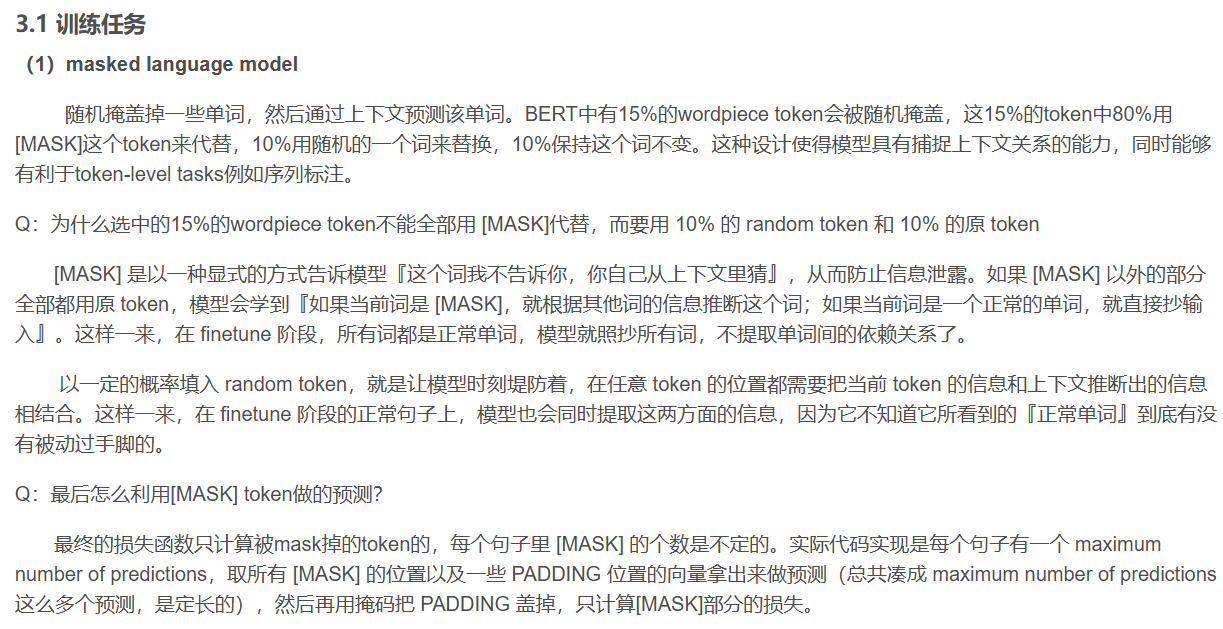 3.1 训练任务
（1）masked language model
随机掩盖掉一些单词，然后通过上下文预测该单词。BERT中有15%的wordpiece token会被随机掩盖，这15%的token中80%用
[MASK]这个token来代替，10%用随机的一个词来替换，10%保持这个词不变。这种设计使得模型具有捕捉上下文关系的能力，同时能够
有利于token-level tasks例如序列标注。
Q：为什么选中的15%的wordpiece token不能全部用 [MASK]代替，而要用 10% 的 random token 和 10% 的原 token
[MASK] 是以一种显式的方式告诉模型『这个词我不告诉你，你自己从上下文里猜』，从而防止信息泄露。如果 [MASK] 以外的部分
全部都用原 token，模型会学到『如果当前词是 [MASK]，就根据其他词的信息推断这个词；如果当前词是一个正常的单词，就直接抄输
入』。这样一来，在 finetune 阶段，所有词都是正常单词，模型就照抄所有词，不提取单词间的依赖关系了。
以一定的概率填入 random token，就是让模型时刻堤防着，在任意 token 的位置都需要把当前 token 的信息和上下文推断出的信息
相结合。这样一来，在 finetune 阶段的正常句子上，模型也会同时提取这两方面的信息，因为它不知道它所看到的『正常单词』到底有没
有被动过手脚的。
Q：最后怎么利用[MASK] token做的预测？
最终的损失函数只计算被mask掉的token的，每个句子里 [MASK] 的个数是不定的。实际代码实现是每个句子有一个 maximum
number of predictions，取所有 [MASK] 的位置以及一些 PADDING 位置的向量拿出来做预测（总共凑成 maximum number of predictions
这么多个预测，是定长的），然后再用掩码把 PADDING 盖掉，只计算[MASK]部分的损失。